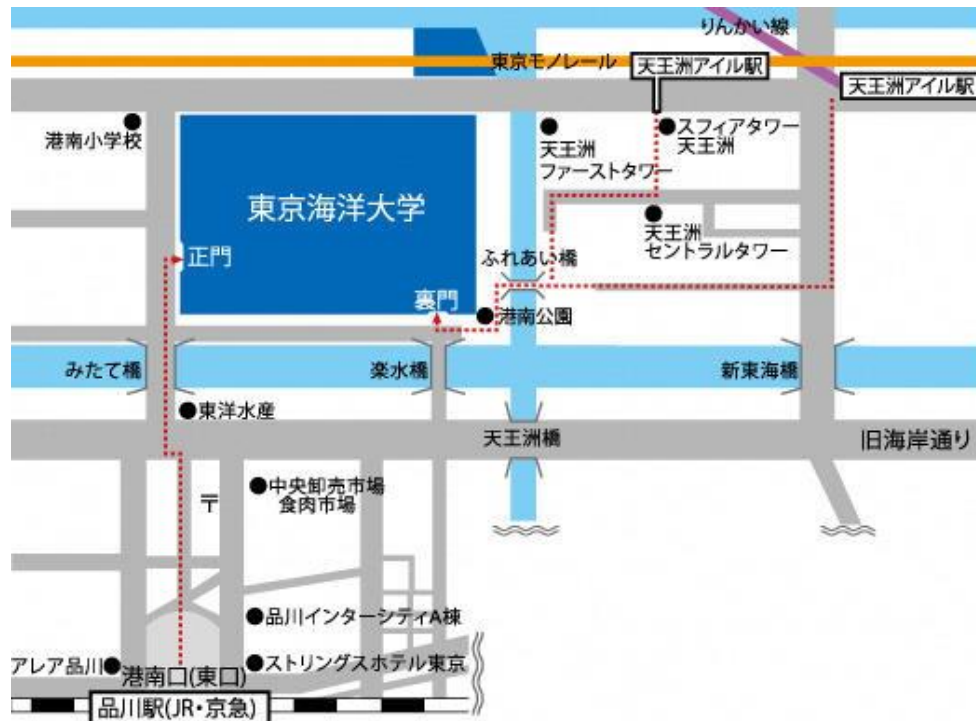 りんかい線
東京モノレール
天王洲アイル駅
天王洲アイル駅
港南小学校
天王洲
ファーストタワー
スフィアタワー
天王洲
東京海洋大学
天王洲
セントラルタワー
正門
ふれあい橋
裏門
港南公園
みたて橋
楽水橋
新東海橋
東洋水産
天王洲橋
旧海岸通り
〒
中央卸売市場
食肉市場
品川インターシティA棟
アレア品川
港南口(東口)
ストリングスホテル東京
品川駅(JR・京急)